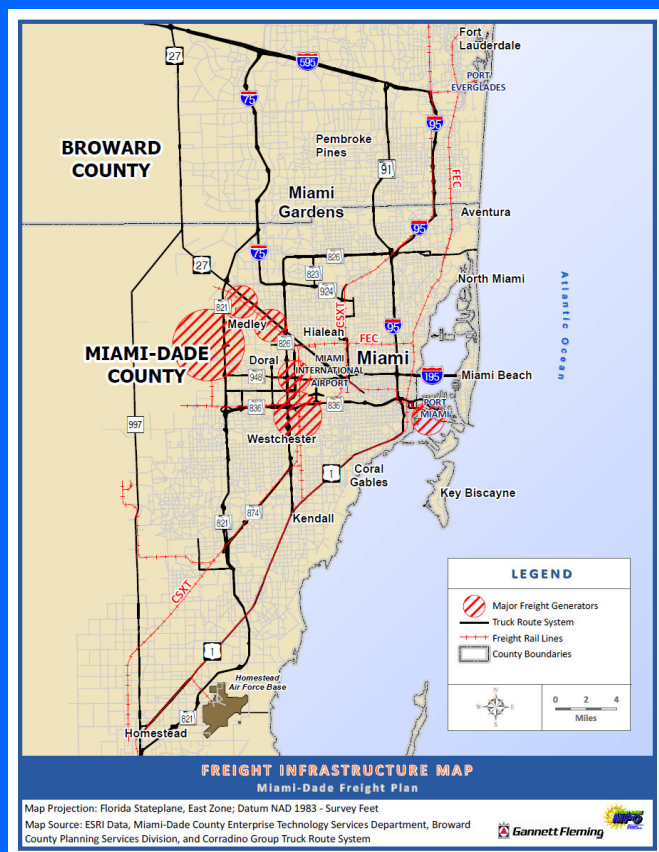 Fort
Lauderdale
27
595
PORT
EVERGLADES
75
95
BROWARD
COUNTY
Pembroke
Pines
91
FEC
Miami
Gardens
Aventura
95
75
826
27
823
924
North Miami
821
CSXT
Medley
Hialeah
95
826
FEC
Atlantic Ocean
MIAMI-DADE
COUNTY
Doral
MIAMI
INTERNATIONAL
AIRPORT
Miami
948
195
Miami Beach
836
836
PORT
MIAMI
997
Westchester
1
Coral
Gables
Key Biscayne
874
Kendall
821
CSXT
1
Homestead
Air Force Base
821
Homestead
LEGEND
Major Freight Generators
Truck Route System
Freight Rail Lines
County Boundaries
N
W
E
S
0 2 4
Miles
FREIGHT INFRASTRUCTURE MAP
Miami-Dade Freight Plan
Map Projection: Florida Stateplane, East Zone; Datum NAD 1983 - Survey Feet
Map Source: ESRI Data, Miami-Dade County Enterprise Technology Services Department, Broward
County Planning Services Division, and Corradino Group Truck Route System
Gannett Fleming
MPO